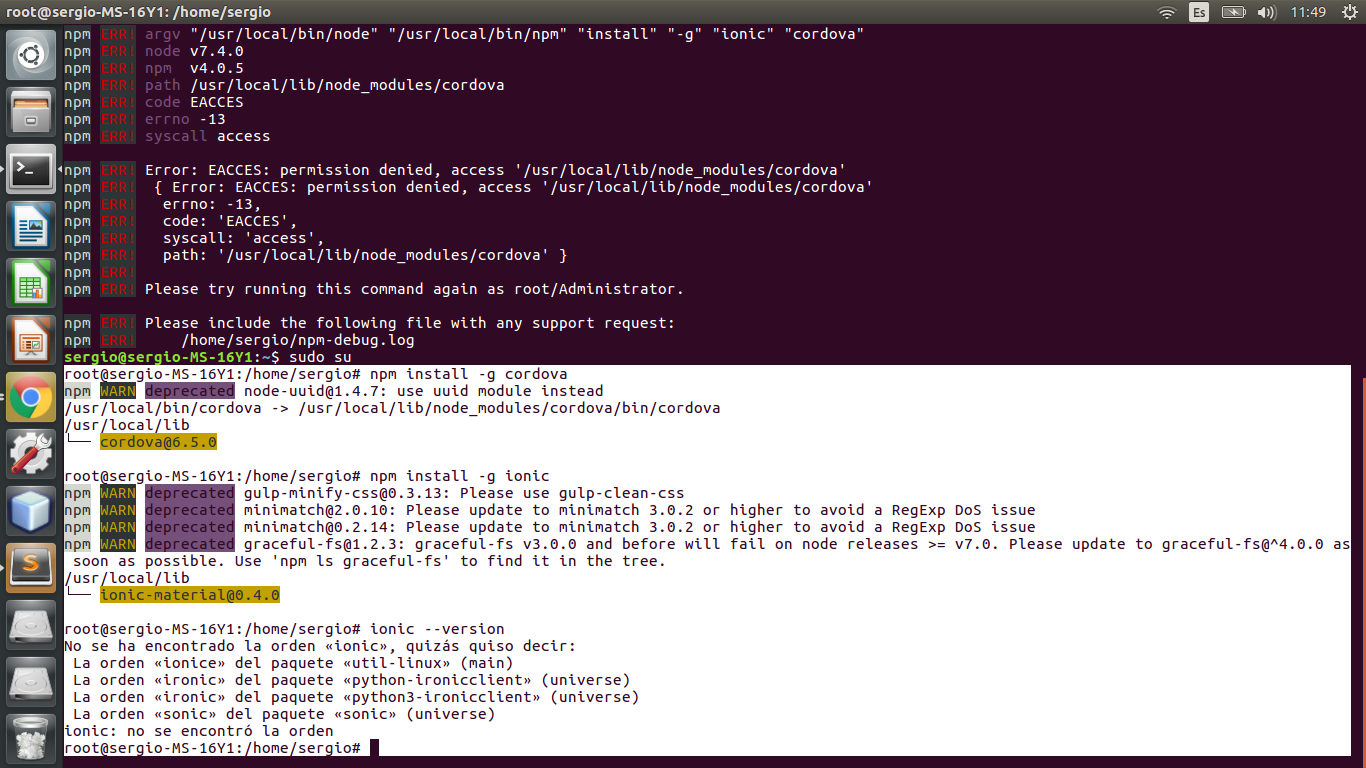 root@sergio-MS-16Y1: /home/sergio
Es
11:49
npm ERR! argv "/usr/local/bin/node" "/usr/local/bin/npm" "install" "-g" "ionic" "cordova"
npm ERR! node v7.4.0
npm ERR! npm  v4.0.5
npm ERR! path /usr/local/lib/node_modules/cordova
npm ERR! code EACCES
npm ERR! errno -13
npm ERR! syscall access
npm ERR! Error: EACCES: permission denied, access '/usr/local/lib/node_modules/cordova'
npm ERR!  { Error: EACCES: permission denied, access '/usr/local/lib/node_modules/cordova'
npm ERR!   errno: -13,
npm ERR!   code: 'EACCES',
npm ERR!   syscall: 'access',
npm ERR!   path: '/usr/local/lib/node_modules/cordova' }
npm ERR!
npm ERR! Please try running this command again as root/Administrator.
npm ERR! Please include the following file with any support request:
npm ERR!     /home/sergio/npm-debug.log
sergio@sergio-MS-16Y1:~$ sudo su
root@sergio-MS-16Y1:/home/sergio# npm install -g cordova
npm WARN deprecated node-uuid@1.4.7: use uuid module instead
/usr/local/bin/cordova -> /usr/local/lib/node_modules/cordova/bin/cordova
/usr/local/lib
└── cordova@6.5.0
root@sergio-MS-16Y1:/home/sergio# npm install -g ionic
npm WARN deprecated gulp-minify-css@0.3.13: Please use gulp-clean-css
npm WARN deprecated minimatch@2.0.10: Please update to minimatch 3.0.2 or higher to avoid a RegExp DoS issue
npm WARN deprecated minimatch@0.2.14: Please update to minimatch 3.0.2 or higher to avoid a RegExp DoS issue
npm WARN deprecated graceful-fs@1.2.3: graceful-fs v3.0.0 and before will fail on node releases >= v7.0. Please update to graceful-fs@^4.0.0 as
 soon as possible. Use 'npm ls graceful-fs' to find it in the tree.
/usr/local/lib
└── ionic-material@0.4.0
root@sergio-MS-16Y1:/home/sergio# ionic --version
No se ha encontrado la orden «ionic», quizás quiso decir:
 La orden «ionice» del paquete «util-linux» (main)
 La orden «ironic» del paquete «python-ironicclient» (universe)
 La orden «ironic» del paquete «python3-ironicclient» (universe)
 La orden «sonic» del paquete «sonic» (universe)
ionic: no se encontró la orden
root@sergio-MS-16Y1:/home/sergio#